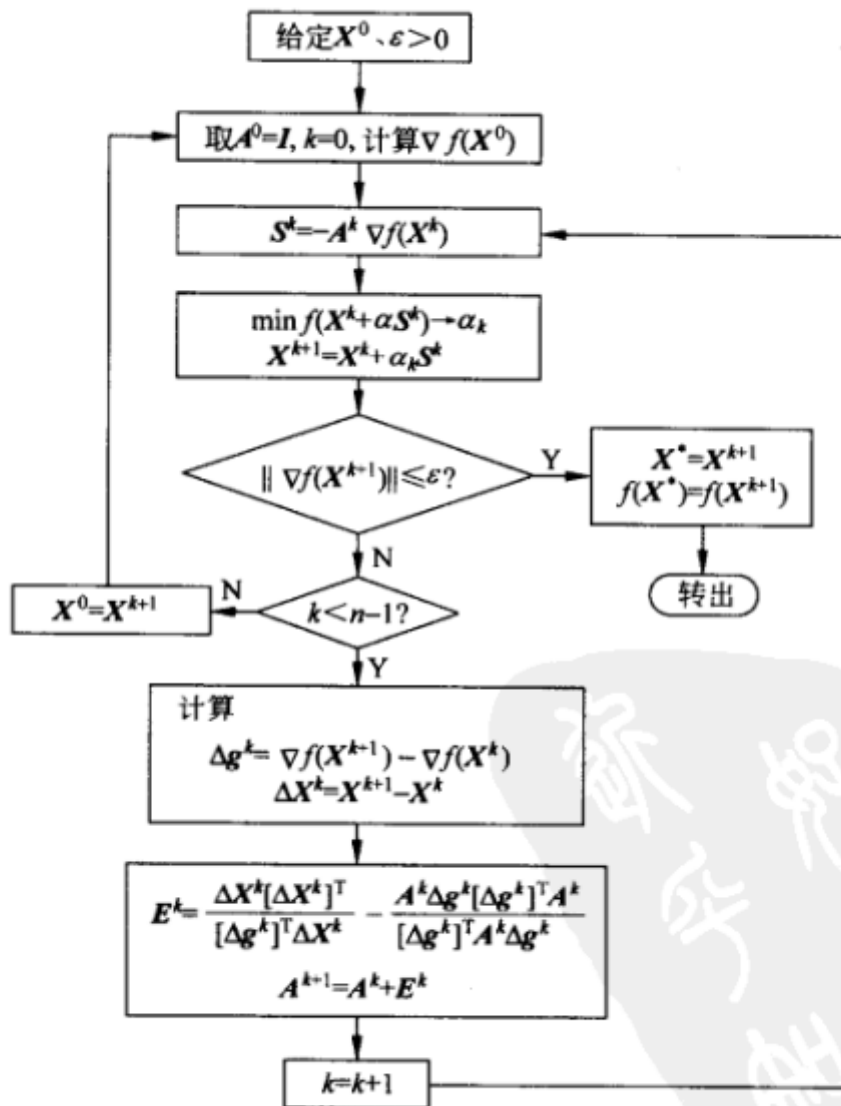 给定X⁰、ε>0
取A⁰=I, k=0, 计算∇f(X⁰)
Sᵏ=−Aᵏ∇f(Xᵏ)
min f(Xᵏ+αSᵏ)→αₖ
Xᵏ⁺¹=Xᵏ+αₖSᵏ
‖∇f(Xᵏ⁺¹)‖≤ε?
Y
X*=Xᵏ⁺¹
f(X*)=f(Xᵏ⁺¹)
转出
N
k<n−1?
N
X⁰=Xᵏ⁺¹
Y
计算
Δgᵏ=∇f(Xᵏ⁺¹)−∇f(Xᵏ)
ΔXᵏ=Xᵏ⁺¹−Xᵏ
Eᵏ=ΔXᵏ[ΔXᵏ]ᵀ/[Δgᵏ]ᵀΔXᵏ − AᵏΔgᵏ[Δgᵏ]ᵀAᵏ/[Δgᵏ]ᵀAᵏΔgᵏ
Aᵏ⁺¹=Aᵏ+Eᵏ
k=k+1